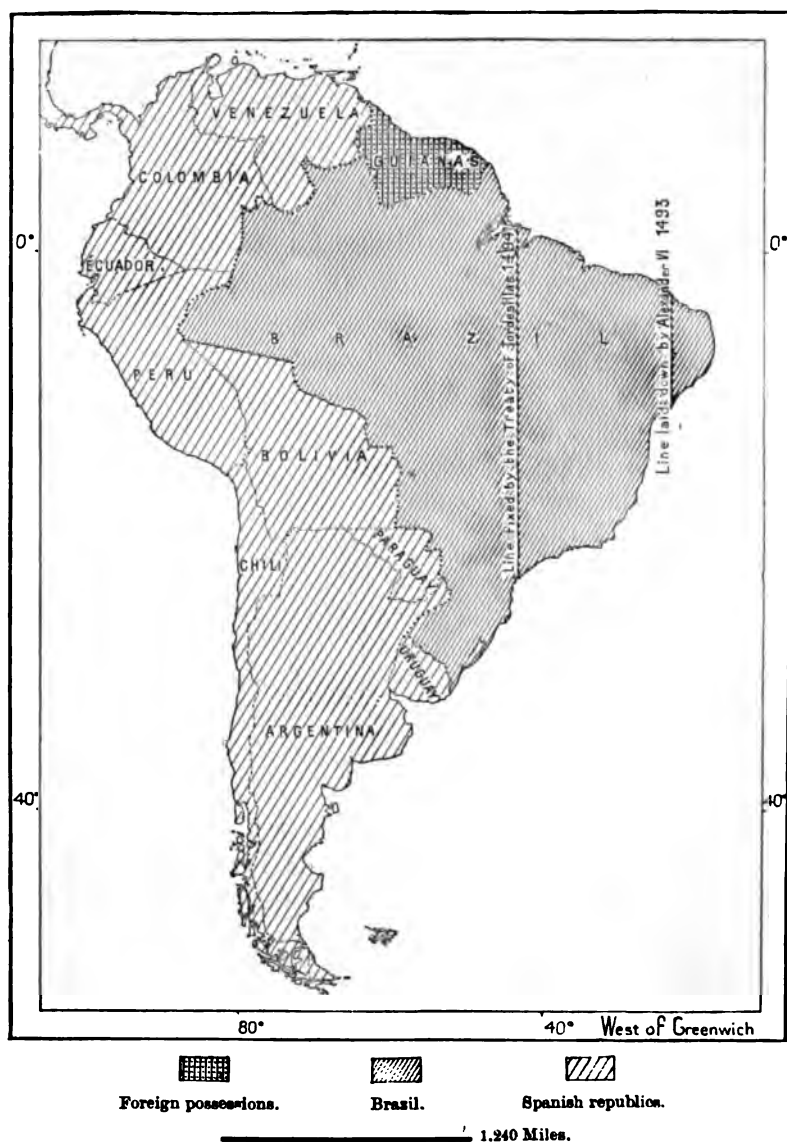 VENEZUELA
GUIANAS
COLOMBIA
0°
0°
ECUADOR.
BRAZIL
PERU
BOLIVIA
PARAGUAY
CHILI
URUGUAY
ARGENTINA
Line fixed by the Treaty of Tordesillas 1494
Line laid down by Alexander VI 1493
40°
40°
80°
40°
West of Greenwich
Foreign possessions.
Brazil.
Spanish republics.
1,240 Miles.